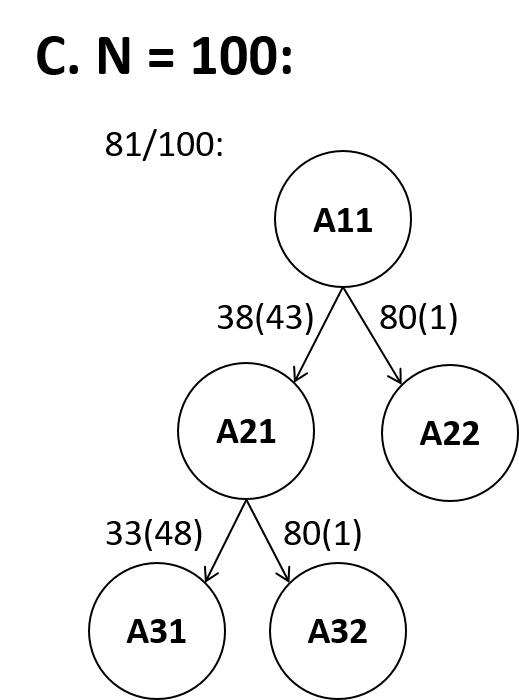 C. N = 100:
81/100:
A11
38(43) 80(1)
A21 A22
33(48) 80(1)
A31 A32